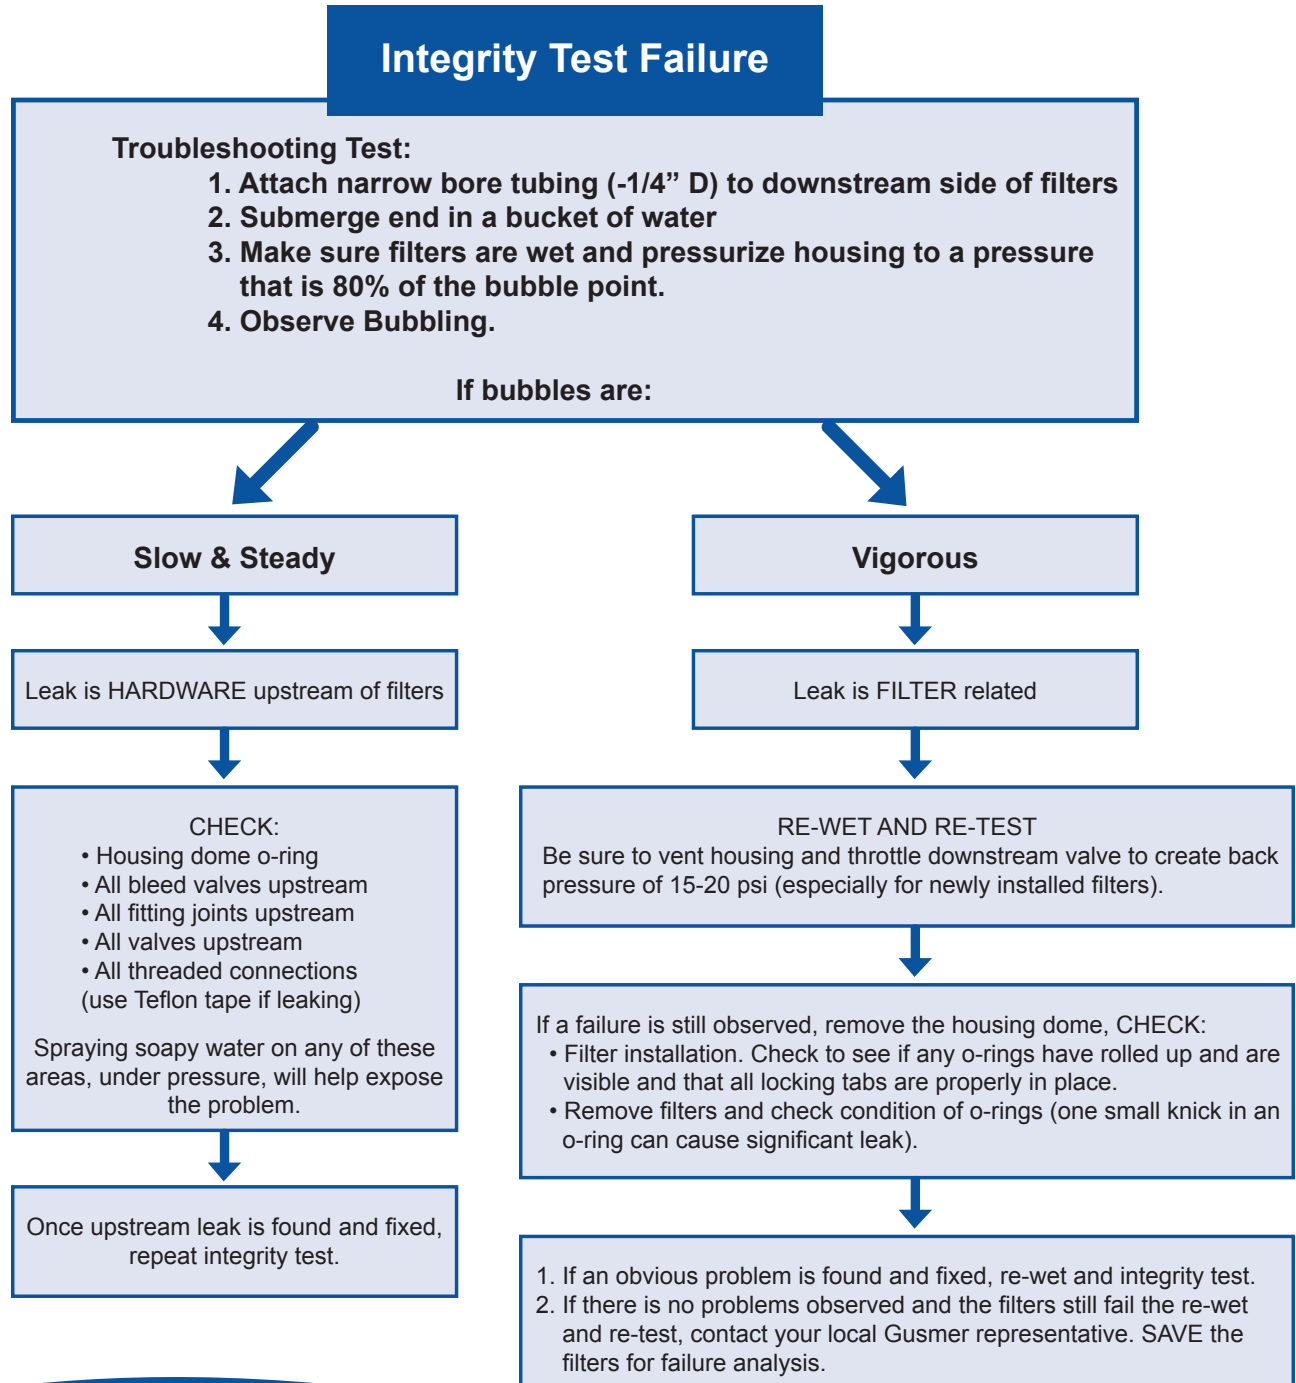 Integrity Test Failure
Troubleshooting Test:
1. Attach narrow bore tubing (-1/4” D) to downstream side of filters
2. Submerge end in a bucket of water
3. Make sure filters are wet and pressurize housing to a pressure
that is 80% of the bubble point.
4. Observe Bubbling.
If bubbles are:
Slow & Steady
Leak is HARDWARE upstream of filters
CHECK:
• Housing dome o-ring
• All bleed valves upstream
• All fitting joints upstream
• All valves upstream
• All threaded connections
(use Teflon tape if leaking)
Spraying soapy water on any of these
areas, under pressure, will help expose
the problem.
Once upstream leak is found and fixed,
repeat integrity test.
Vigorous
Leak is FILTER related
RE-WET AND RE-TEST
Be sure to vent housing and throttle downstream valve to create back
pressure of 15-20 psi (especially for newly installed filters).
If a failure is still observed, remove the housing dome, CHECK:
• Filter installation. Check to see if any o-rings have rolled up and are
visible and that all locking tabs are properly in place.
• Remove filters and check condition of o-rings (one small knick in an
o-ring can cause significant leak).
1. If an obvious problem is found and fixed, re-wet and integrity test.
2. If there is no problems observed and the filters still fail the re-wet
and re-test, contact your local Gusmer representative. SAVE the
filters for failure analysis.